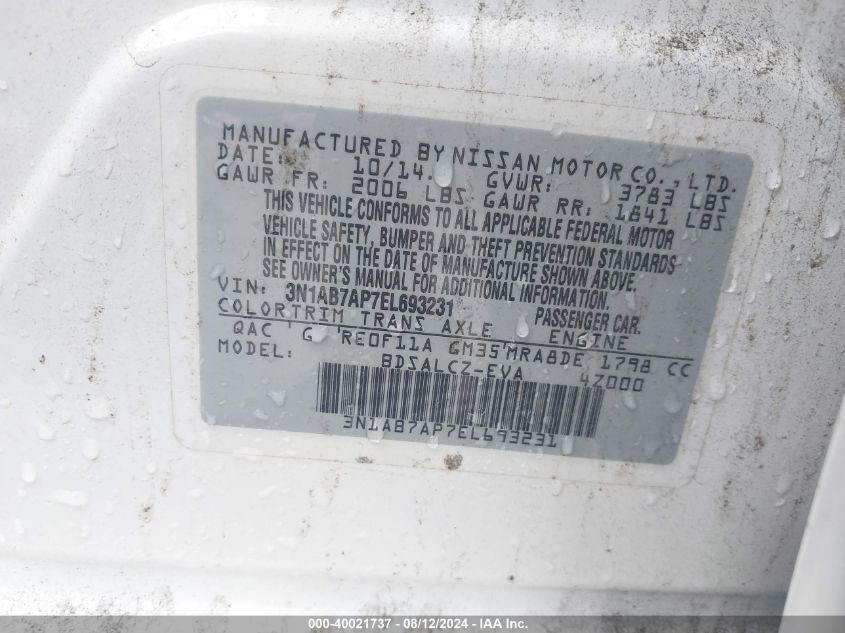 MANUFACTURED BY NISSAN MOTOR CO., LTD.
DATE: 10/14. GVWR: 3783 LBS
GAWR FR: 2006 LBS GAWR RR: 1841 LBS
THIS VEHICLE CONFORMS TO ALL APPLICABLE FEDERAL MOTOR
VEHICLE SAFETY, BUMPER AND THEFT PREVENTION STANDARDS
IN EFFECT ON THE DATE OF MANUFACTURE SHOWN ABOVE.
SEE OWNER'S MANUAL FOR ADDITIONAL INFORMATION.
VIN: 3N1AB7AP7EL693231 PASSENGER CAR.
COLOR TRIM TRANS AXLE ENGINE
QAC G RE0F11A GM35 MRA8DE 1798 CC
MODEL: BDSALCZ-EVA 4Z000
3N1AB7AP7EL693231
000-40021737 - 08/12/2024 - IAA Inc.